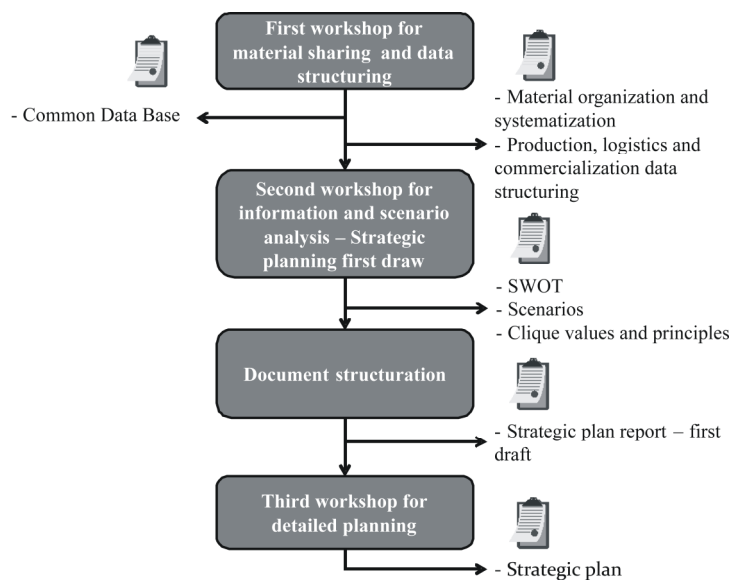 First workshop for
material sharing and data
structuring
- Common Data Base
- Material organization and
systematization
- Production, logistics and
commercialization data
structuring
Second workshop for
information and scenario
analysis – Strategic
planning first draw
- SWOT
- Scenarios
- Clique values and principles
Document structuration
- Strategic plan report – first
draft
Third workshop for
detailed planning
- Strategic plan